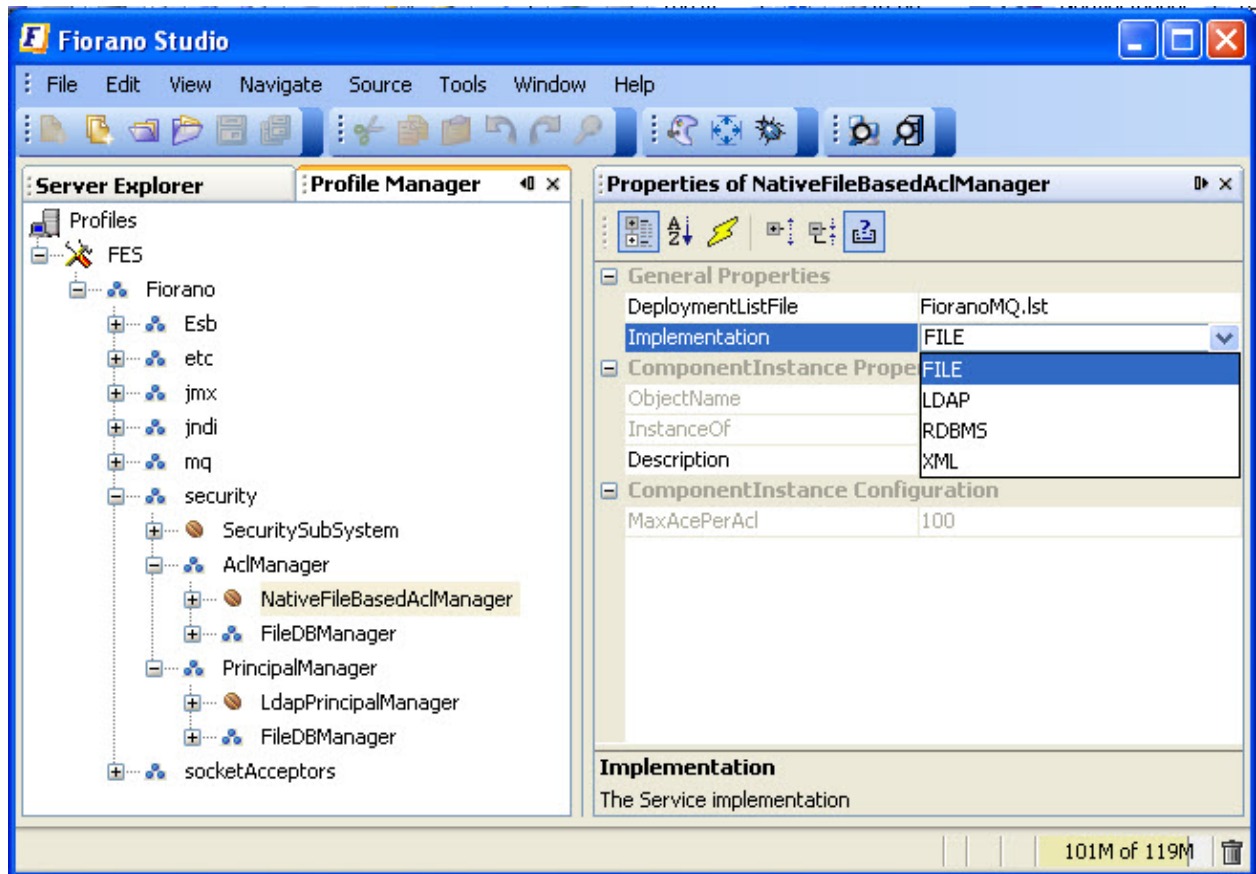 Fiorano Studio
File Edit View Navigate Source Tools Window Help
Server Explorer
Profile Manager
Profiles
FES
Fiorano
Esb
etc
jmx
jndi
mq
security
SecuritySubSystem
AclManager
NativeFileBasedAclManager
FileDBManager
PrincipalManager
LdapPrincipalManager
FileDBManager
socketAcceptors
Properties of NativeFileBasedAclManager
General Properties
DeploymentListFile FioranoMQ.lst
Implementation FILE
ComponentInstance Prope
FILE
ObjectName
LDAP
InstanceOf
RDBMS
Description
XML
ComponentInstance Configuration
MaxAcePerAcl 100
Implementation
The Service implementation
101M of 119M